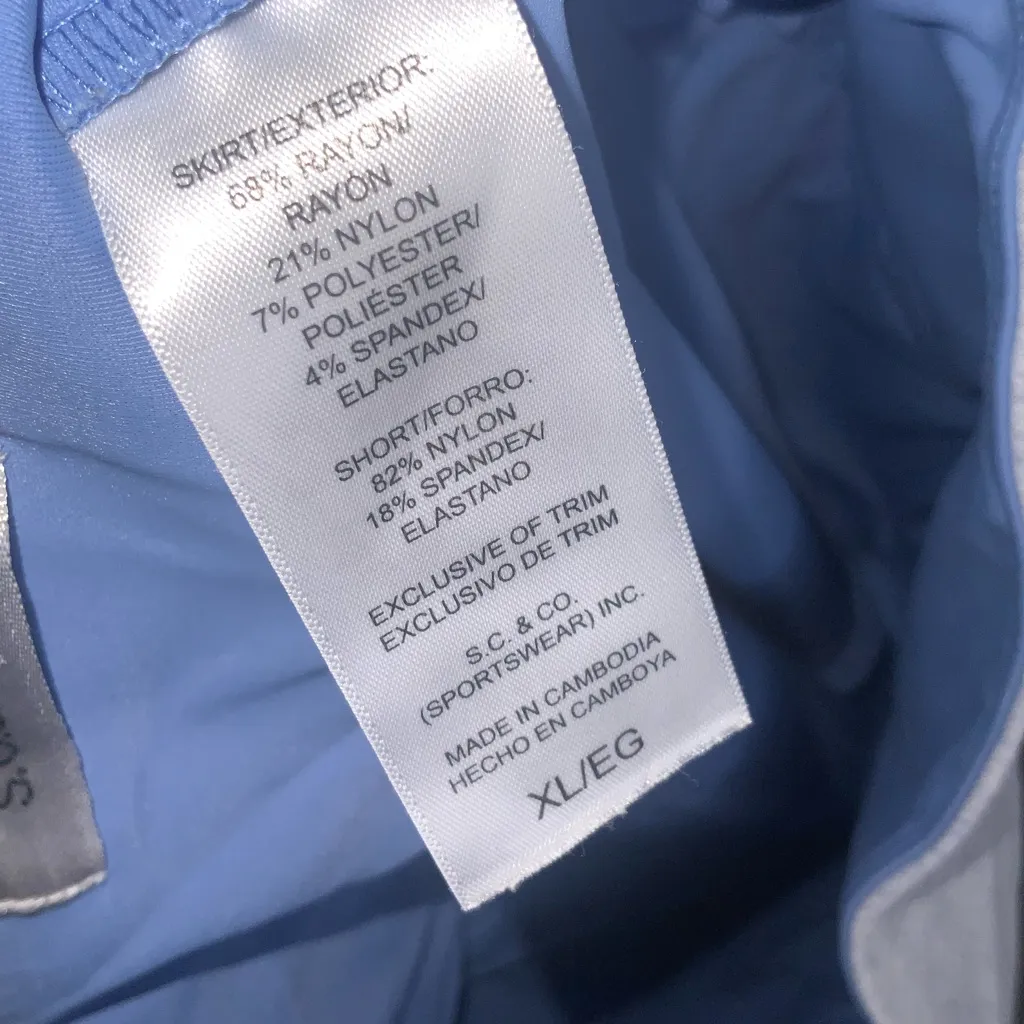 SKIRT/EXTERIOR:
68% RAYON/
RAYÓN
21% NYLON
7% POLYESTER/
POLIÉSTER
4% SPANDEX/
ELASTANO
SHORT/FORRO:
82% NYLON
18% SPANDEX/
ELASTANO
EXCLUSIVE OF TRIM
EXCLUSIVO DE TRIM
S.C. & CO.
(SPORTSWEAR) INC.
MADE IN CAMBODIA
HECHO EN CAMBOYA
XL/EG